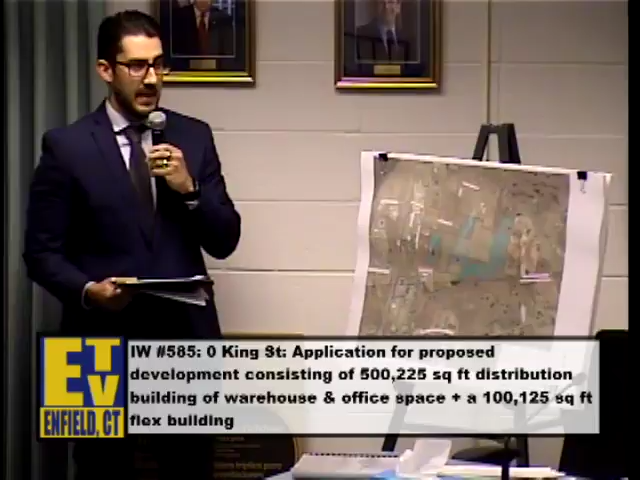 IW #585: 0 King St: Application for proposed
development consisting of 500,225 sq ft distribution
building of warehouse & office space + a 100,125 sq ft
flex building
ETV
ENFIELD, CT